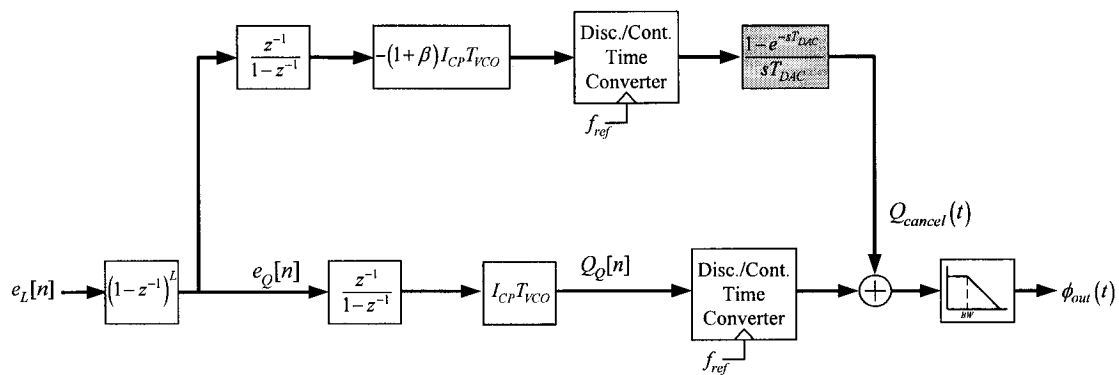 z^{-1}
1-z^{-1}
-(1+β)I_{CP}T_{VCO}
Disc./Cont.
Time
Converter
f_{ref}
1-e^{-sT_{DAC}}
sT_{DAC}
Q_{cancel}(t)
e_L[n]
(1-z^{-1})^L
e_Q[n]
z^{-1}
1-z^{-1}
I_{CP}T_{VCO}
Q_Q[n]
Disc./Cont.
Time
Converter
f_{ref}
+
BW
ϕ_{out}(t)